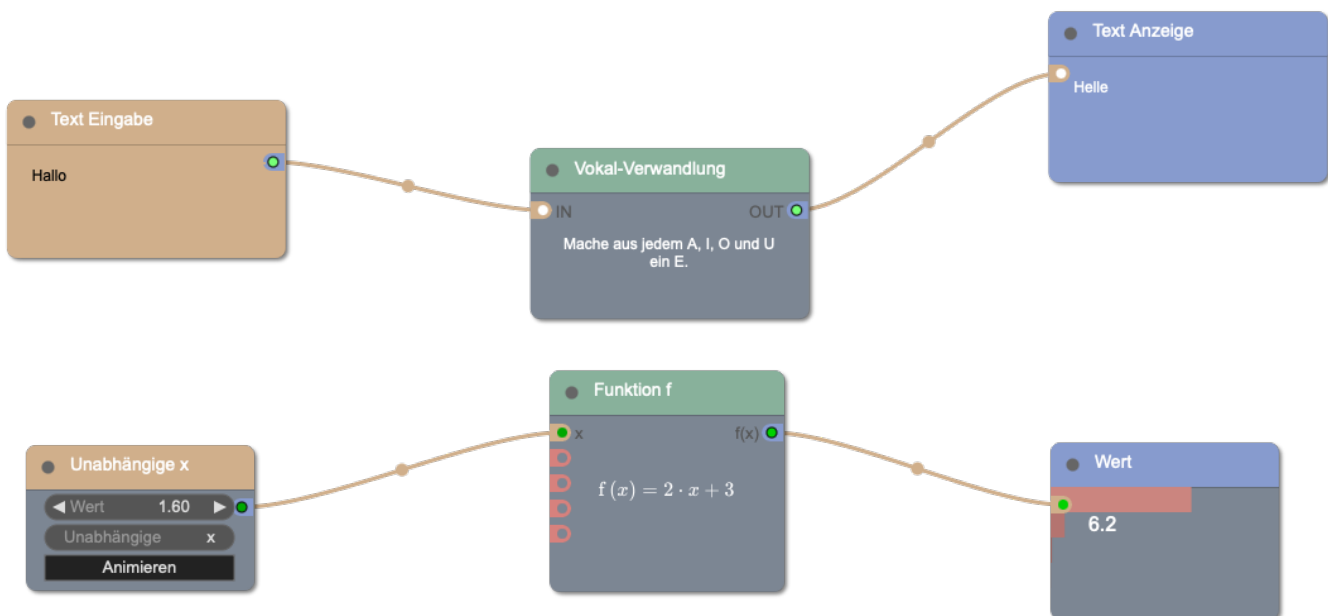 Text Anzeige
Helle
Text Eingabe
Hallo
Vokal-Verwandlung
IN OUT
Mache aus jedem A, I, O und U
ein E.
Funktion f
x f(x)
f (x) = 2 · x + 3
Unabhängige x
Wert 1.60
Unabhängige x
Animieren
Wert
6.2